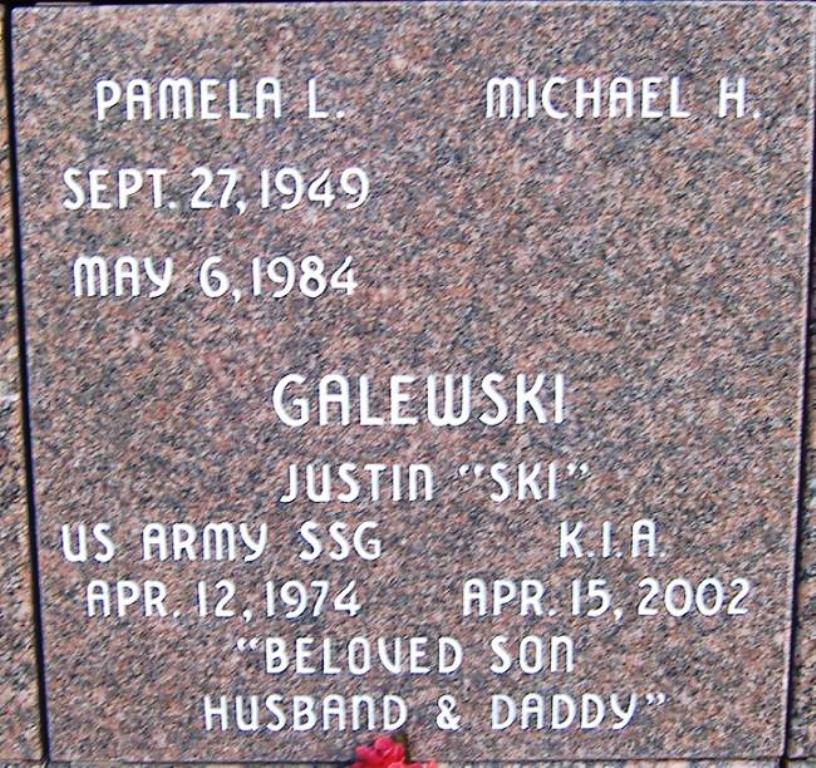 PAMELA L. MICHAEL H.
SEPT. 27, 1949
MAY 6, 1984
GALEWSKI
JUSTIN "SKI"
US ARMY SSG K.I.A.
APR. 12, 1974 APR. 15, 2002
"BELOVED SON
HUSBAND & DADDY"